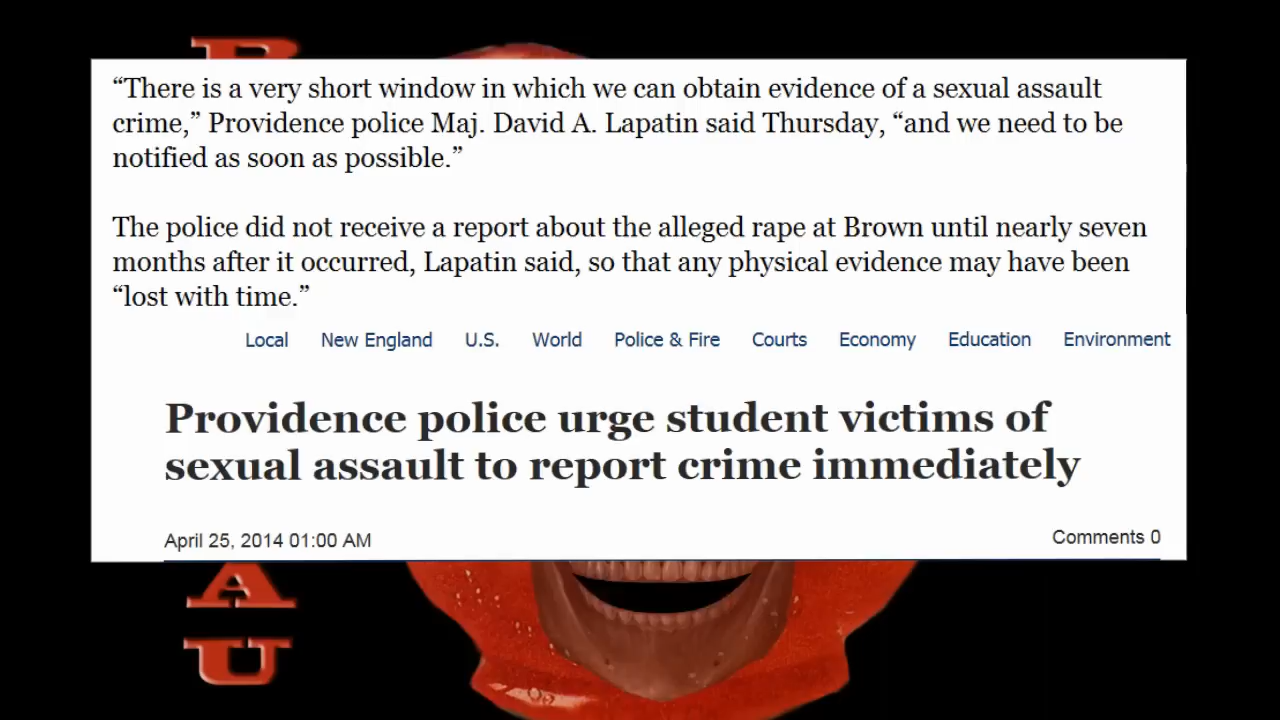 “There is a very short window in which we can obtain evidence of a sexual assault
crime,” Providence police Maj. David A. Lapatin said Thursday, “and we need to be
notified as soon as possible.”
The police did not receive a report about the alleged rape at Brown until nearly seven
months after it occurred, Lapatin said, so that any physical evidence may have been
“lost with time.”
Local New England U.S. World Police & Fire Courts Economy Education Environment
Providence police urge student victims of
sexual assault to report crime immediately
April 25, 2014 01:00 AM
Comments 0
A
U